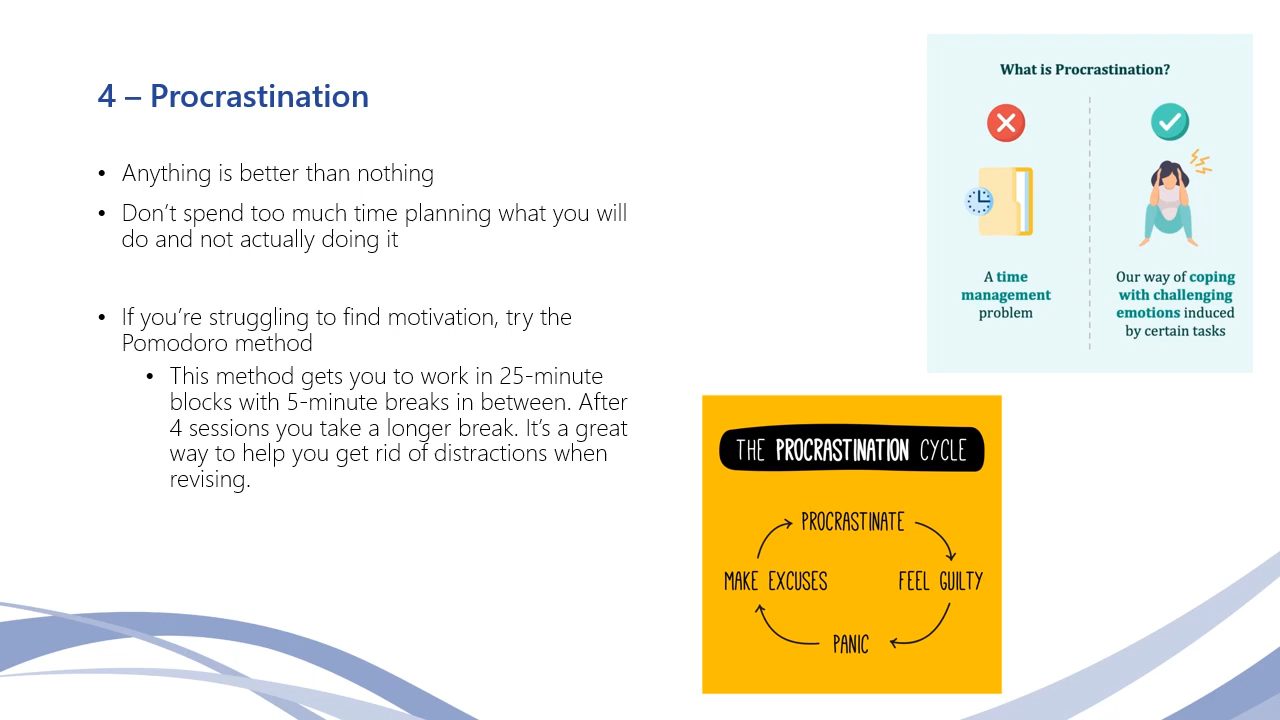 4 – Procrastination
• Anything is better than nothing
• Don’t spend too much time planning what you will
do and not actually doing it
• If you’re struggling to find motivation, try the
Pomodoro method
• This method gets you to work in 25-minute
blocks with 5-minute breaks in between. After
4 sessions you take a longer break. It’s a great
way to help you get rid of distractions when
revising.
What is Procrastination?
A time
management
problem
Our way of coping
with challenging
emotions induced
by certain tasks
THE PROCRASTINATION CYCLE
PROCRASTINATE
FEEL GUILTY
PANIC
MAKE EXCUSES